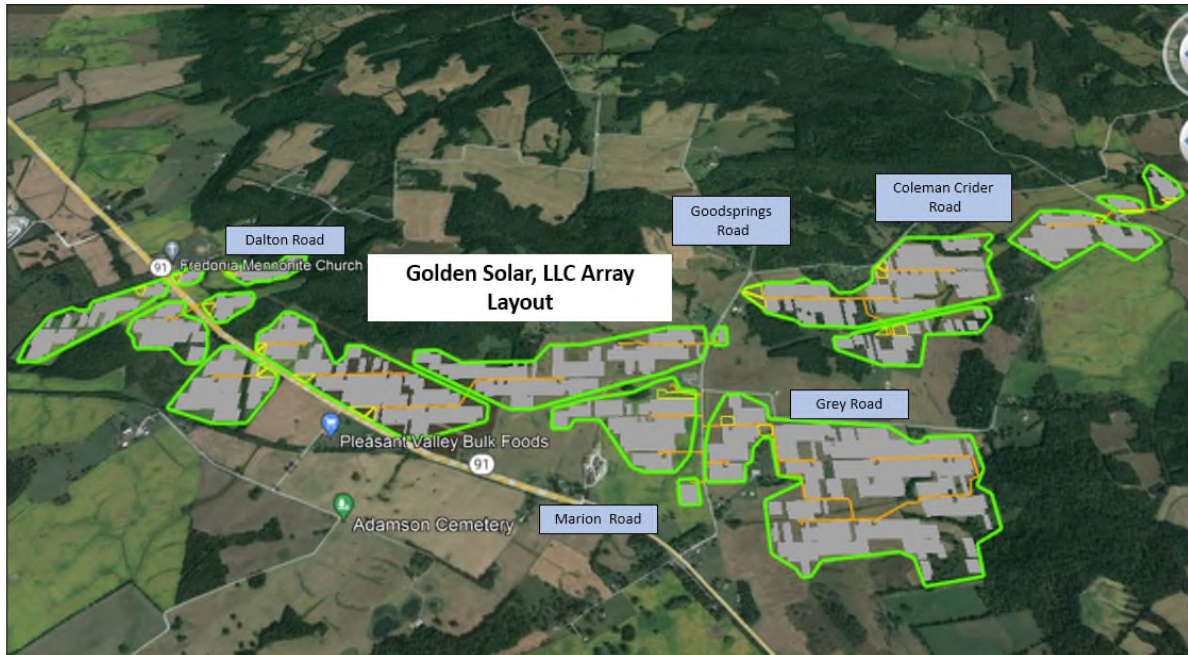 Coleman Crider
Road
Goodsprings
Road
Dalton Road
91
Fredonia Mennonite Church
Golden Solar, LLC Array
Layout
Grey Road
Pleasant Valley Bulk Foods
91
Marion Road
Adamson Cemetery